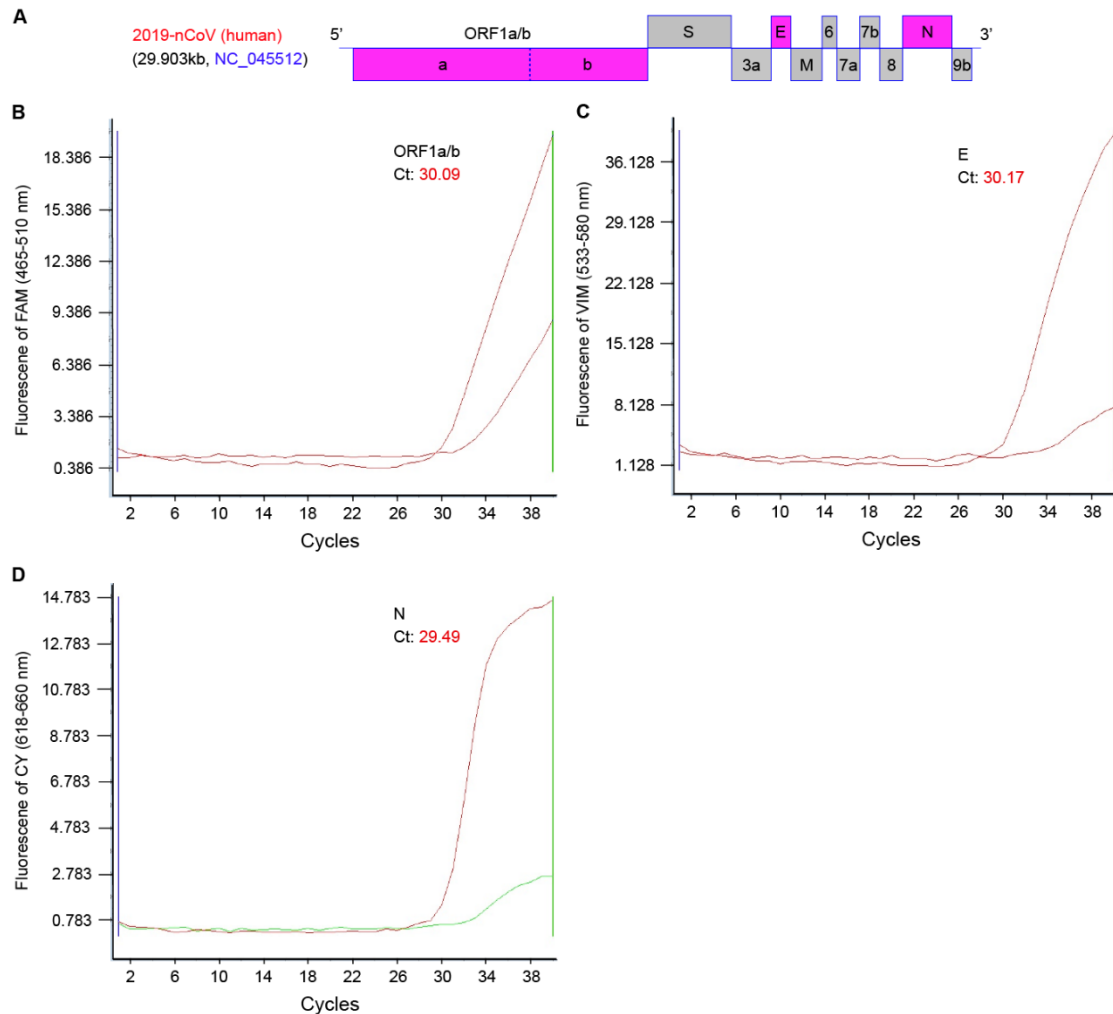 A
2019-nCoV (human)
(29.903kb, NC_045512)
5’
ORF1a/b
a
b
S
3a
E
M
6
7a
7b
8
N
9b
3’
B
Fluorescene of FAM (465-510 nm)
18.386
15.386
12.386
9.386
6.386
3.386
0.386
ORF1a/b
Ct: 30.09
2 6 10 14 18 22 26 30 34 38
Cycles
C
Fluorescene of VIM (533-580 nm)
36.128
29.128
22.128
15.128
8.128
1.128
E
Ct: 30.17
2 6 10 14 18 22 26 30 34 38
Cycles
D
Fluorescene of CY (618-660 nm)
14.783
12.783
10.783
8.783
6.783
4.783
2.783
0.783
N
Ct: 29.49
2 6 10 14 18 22 26 30 34 38
Cycles